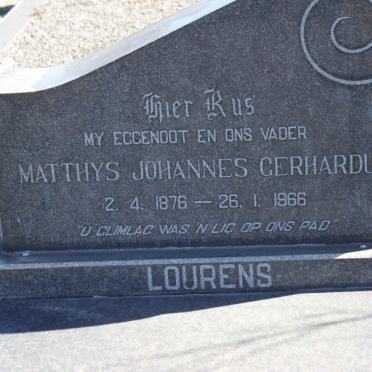 Hier Rus
MY EGGENOOT EN ONS VADER
MATTHYS JOHANNES GERHARDU
2. 4. 1876 — 26. 1. 1966
"U GLIMLAG WAS 'N LIG OP ONS PAD"
LOURENS